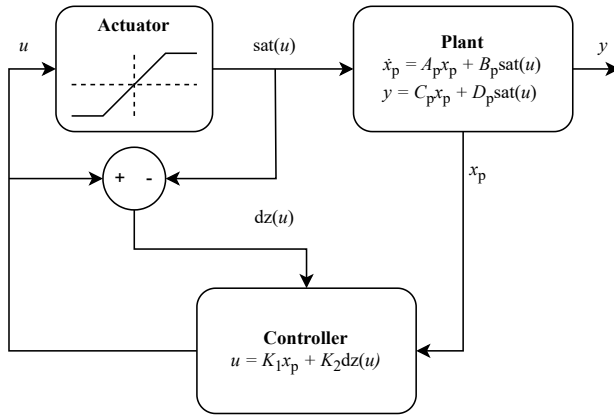 Actuator
u
sat(u)
Plant
ẋp = Apxp + Bpsat(u)
y = Cpxp + Dpsat(u)
y
+ -
xp
dz(u)
Controller
u = K1xp + K2dz(u)